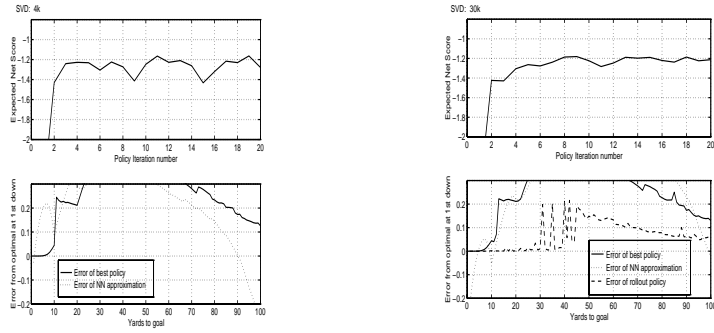 SVD: 4k
Expected Net Score
−1
−1.2
−1.4
−1.6
−1.8
−2
0 2 4 6 8 10 12 14 16 18 20
Policy Iteration number
Error from optimal at 1st down
0.2
0.1
0
−0.1
−0.2
Error of best policy
Error of NN approximation
0 10 20 30 40 50 60 70 80 90 100
Yards to goal
SVD: 30k
Expected Net Score
−1
−1.2
−1.4
−1.6
−1.8
−2
0 2 4 6 8 10 12 14 16 18 20
Policy Iteration number
Error from optimal at 1st down
0.2
0.1
0
0.1
0.2
Error of best policy
Error of NN approximation
Error of rollout policy
0 10 20 30 40 50 60 70 80 90 100
Yards to goal